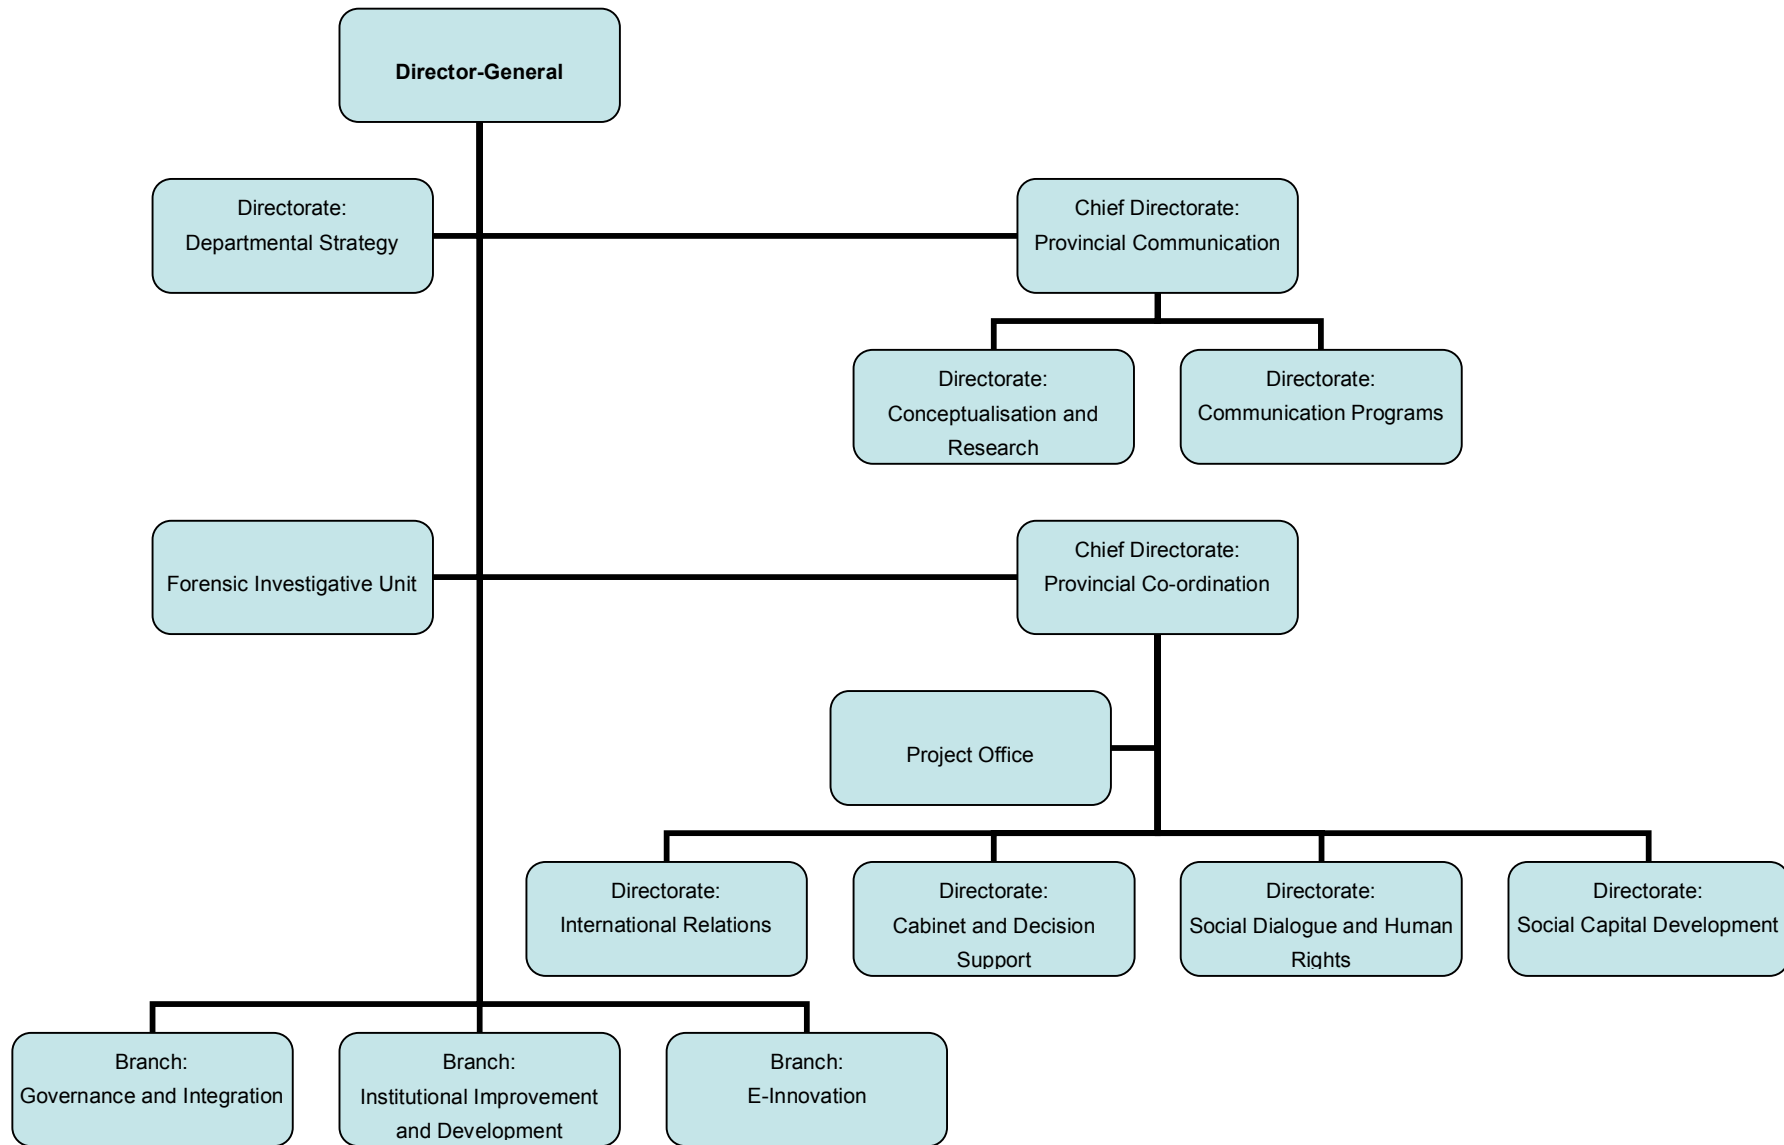 Director-General
Directorate:
Departmental Strategy
Chief Directorate:
Provincial Communication
Directorate:
Conceptualisation and
Research
Directorate:
Communication Programs
Forensic Investigative Unit
Chief Directorate:
Provincial Co-ordination
Project Office
Directorate:
International Relations
Directorate:
Cabinet and Decision
Support
Directorate:
Social Dialogue and Human
Rights
Directorate:
Social Capital Development
Branch:
Governance and Integration
Branch:
Institutional Improvement
and Development
Branch:
E-Innovation